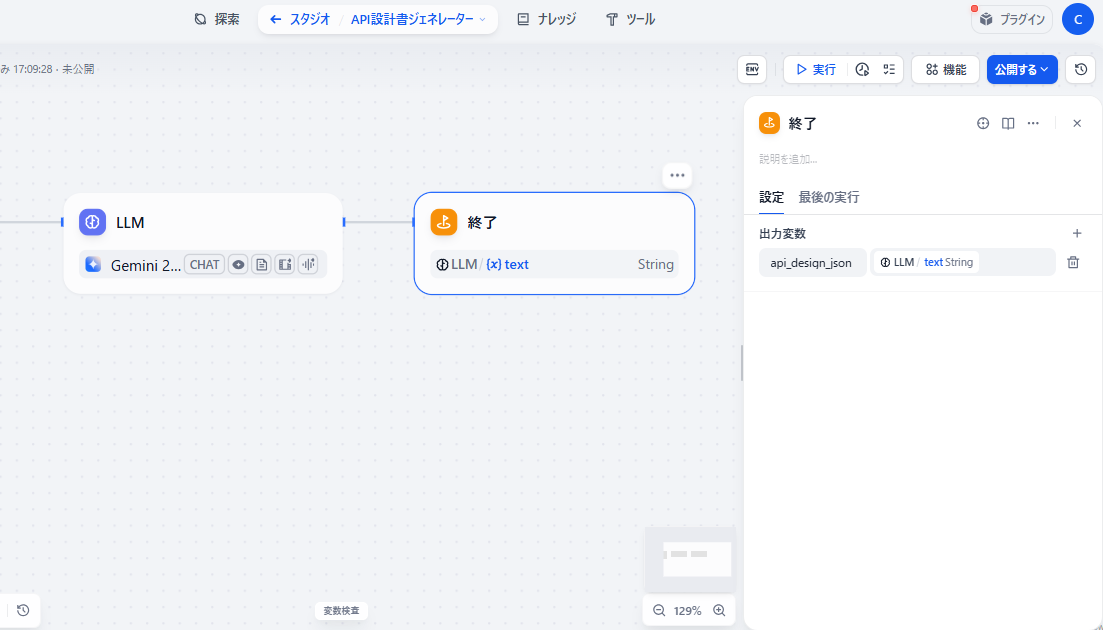 探索
スタジオ / API設計書ジェネレーター
ナレッジ
ツール
プラグイン
C
み 17:09:28 · 未公開
ENV
実行
機能
公開する
LLM
Gemini 2... CHAT
終了
LLM / {x} text String
終了
説明を追加...
設定 最後の実行
出力変数
api_design_json LLM / text String
変数検査
129%